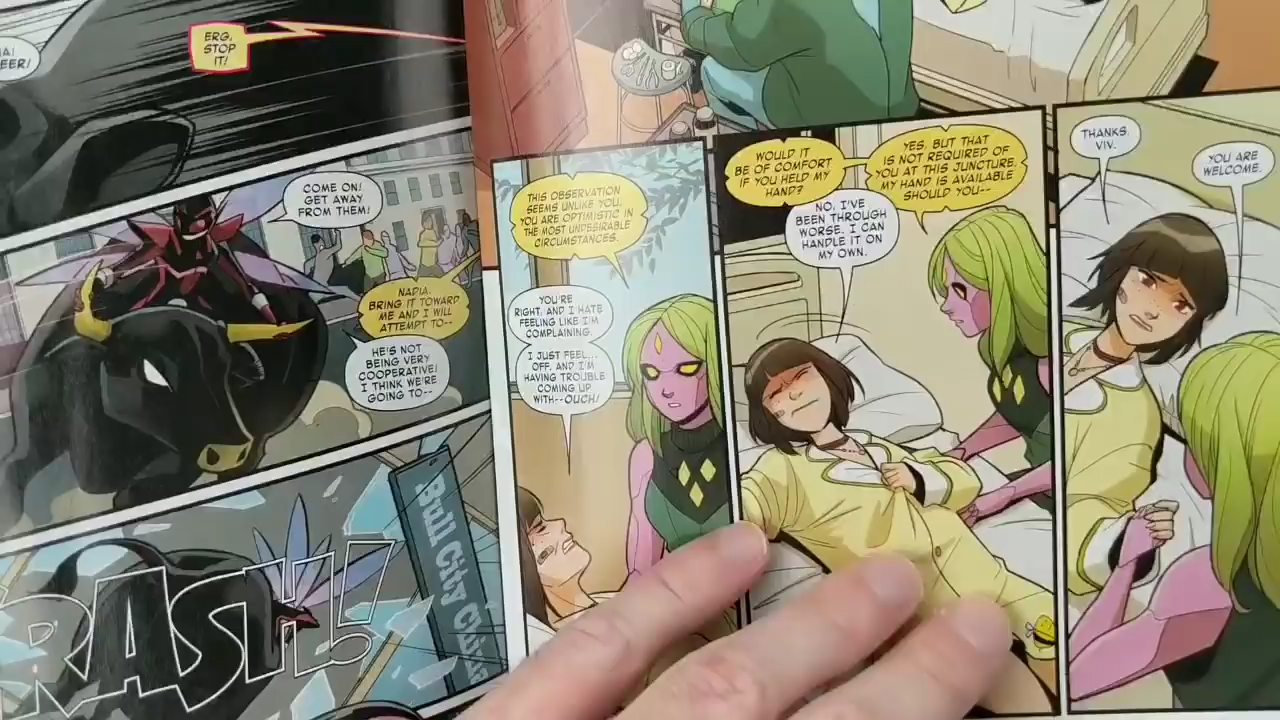 EER!
ERG,
STOP
IT!
COME ON!
GET AWAY
FROM THEM!
NADIA,
BRING IT TOWARD
ME AND I WILL
ATTEMPT TO--
HE'S NOT
BEING VERY
COOPERATIVE!
I THINK WE'RE
GOING TO--
RASH!
Bull City
THIS OBSERVATION
SEEMS UNLIKE YOU.
YOU ARE OPTIMISTIC IN
THE MOST UNDESIRABLE
CIRCUMSTANCES.
YOU'RE
RIGHT, AND I HATE
FEELING LIKE I'M
COMPLAINING.
I JUST FEEL...
OFF. AND I'M
HAVING TROUBLE
COMING UP
WITH--OUCH!
WOULD IT
BE OF COMFORT
IF YOU HELP MY
HAND?
YES, BUT THAT
IS NOT REQUIRED OF
YOU AT THIS JUNCTURE.
MY HAND IS AVAILABLE
SHOULD YOU--
NO. I'VE
BEEN THROUGH
WORSE. I CAN
HANDLE IT ON
MY OWN.
THANKS,
VIV.
YOU ARE
WELCOME.